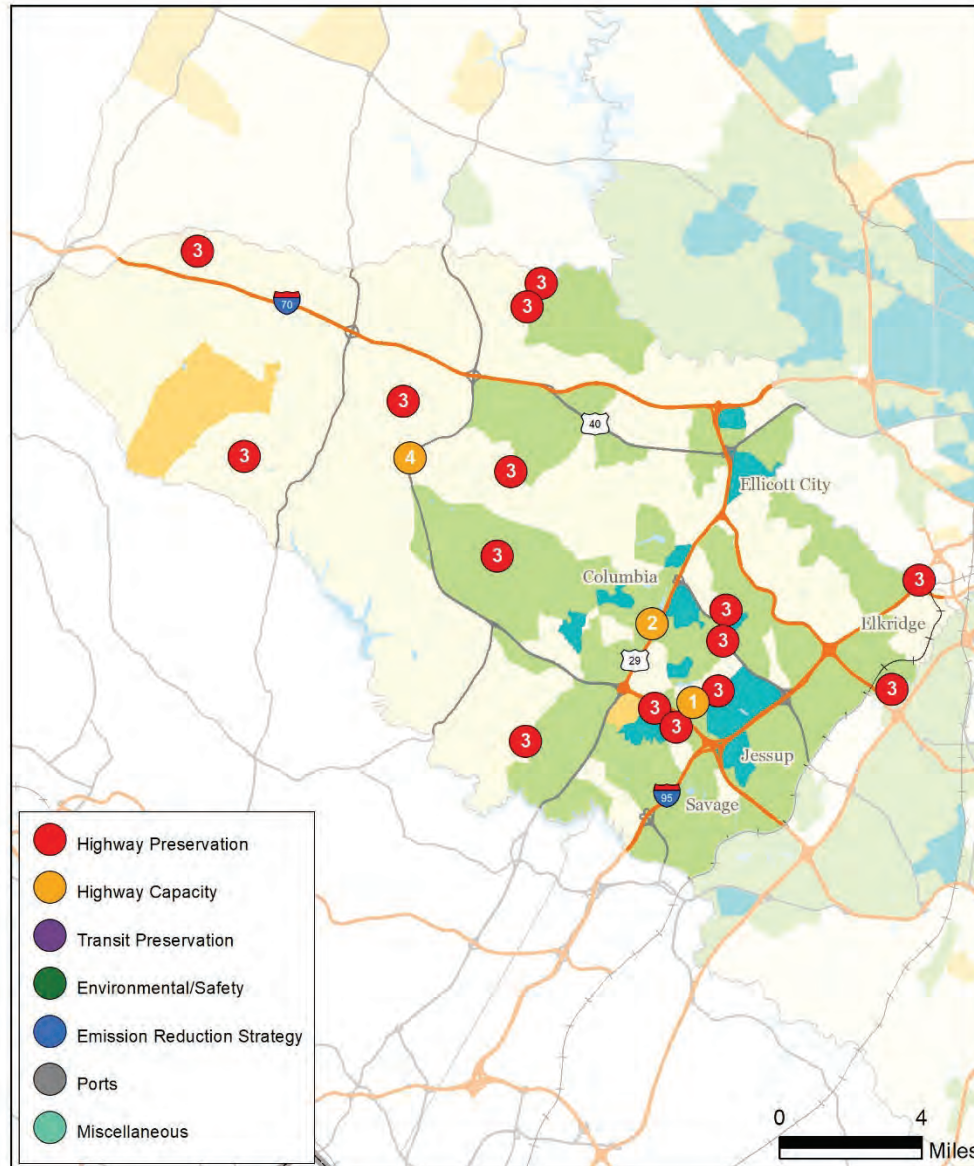 3
3
3
70
3
40
4
3
3
Ellicott City
3
Columbia
3
3
2
Elkridge
3
29
3
3
1
3
3
3
Jessup
95
Savage
Highway Preservation
Highway Capacity
Transit Preservation
Environmental/Safety
Emission Reduction Strategy
Ports
Miscellaneous
0 4
Miles